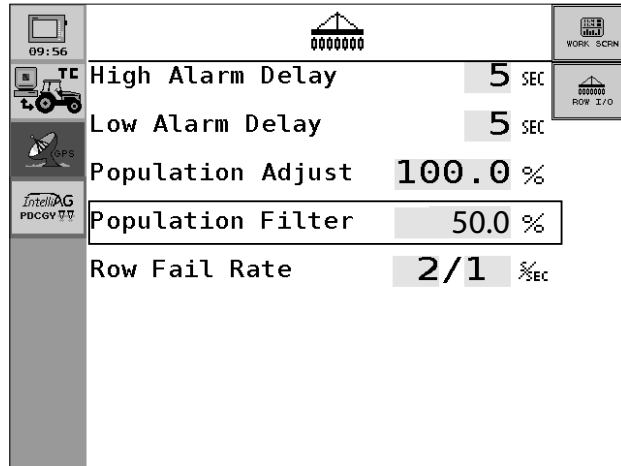 09:56
WORK SCRN
TC
High Alarm Delay 5 SEC
ROW I/O
Low Alarm Delay 5 SEC
GPS
Population Adjust 100.0 %
IntelliAG
PDCGY
Population Filter 50.0 %
Row Fail Rate 2/1 S/SEC